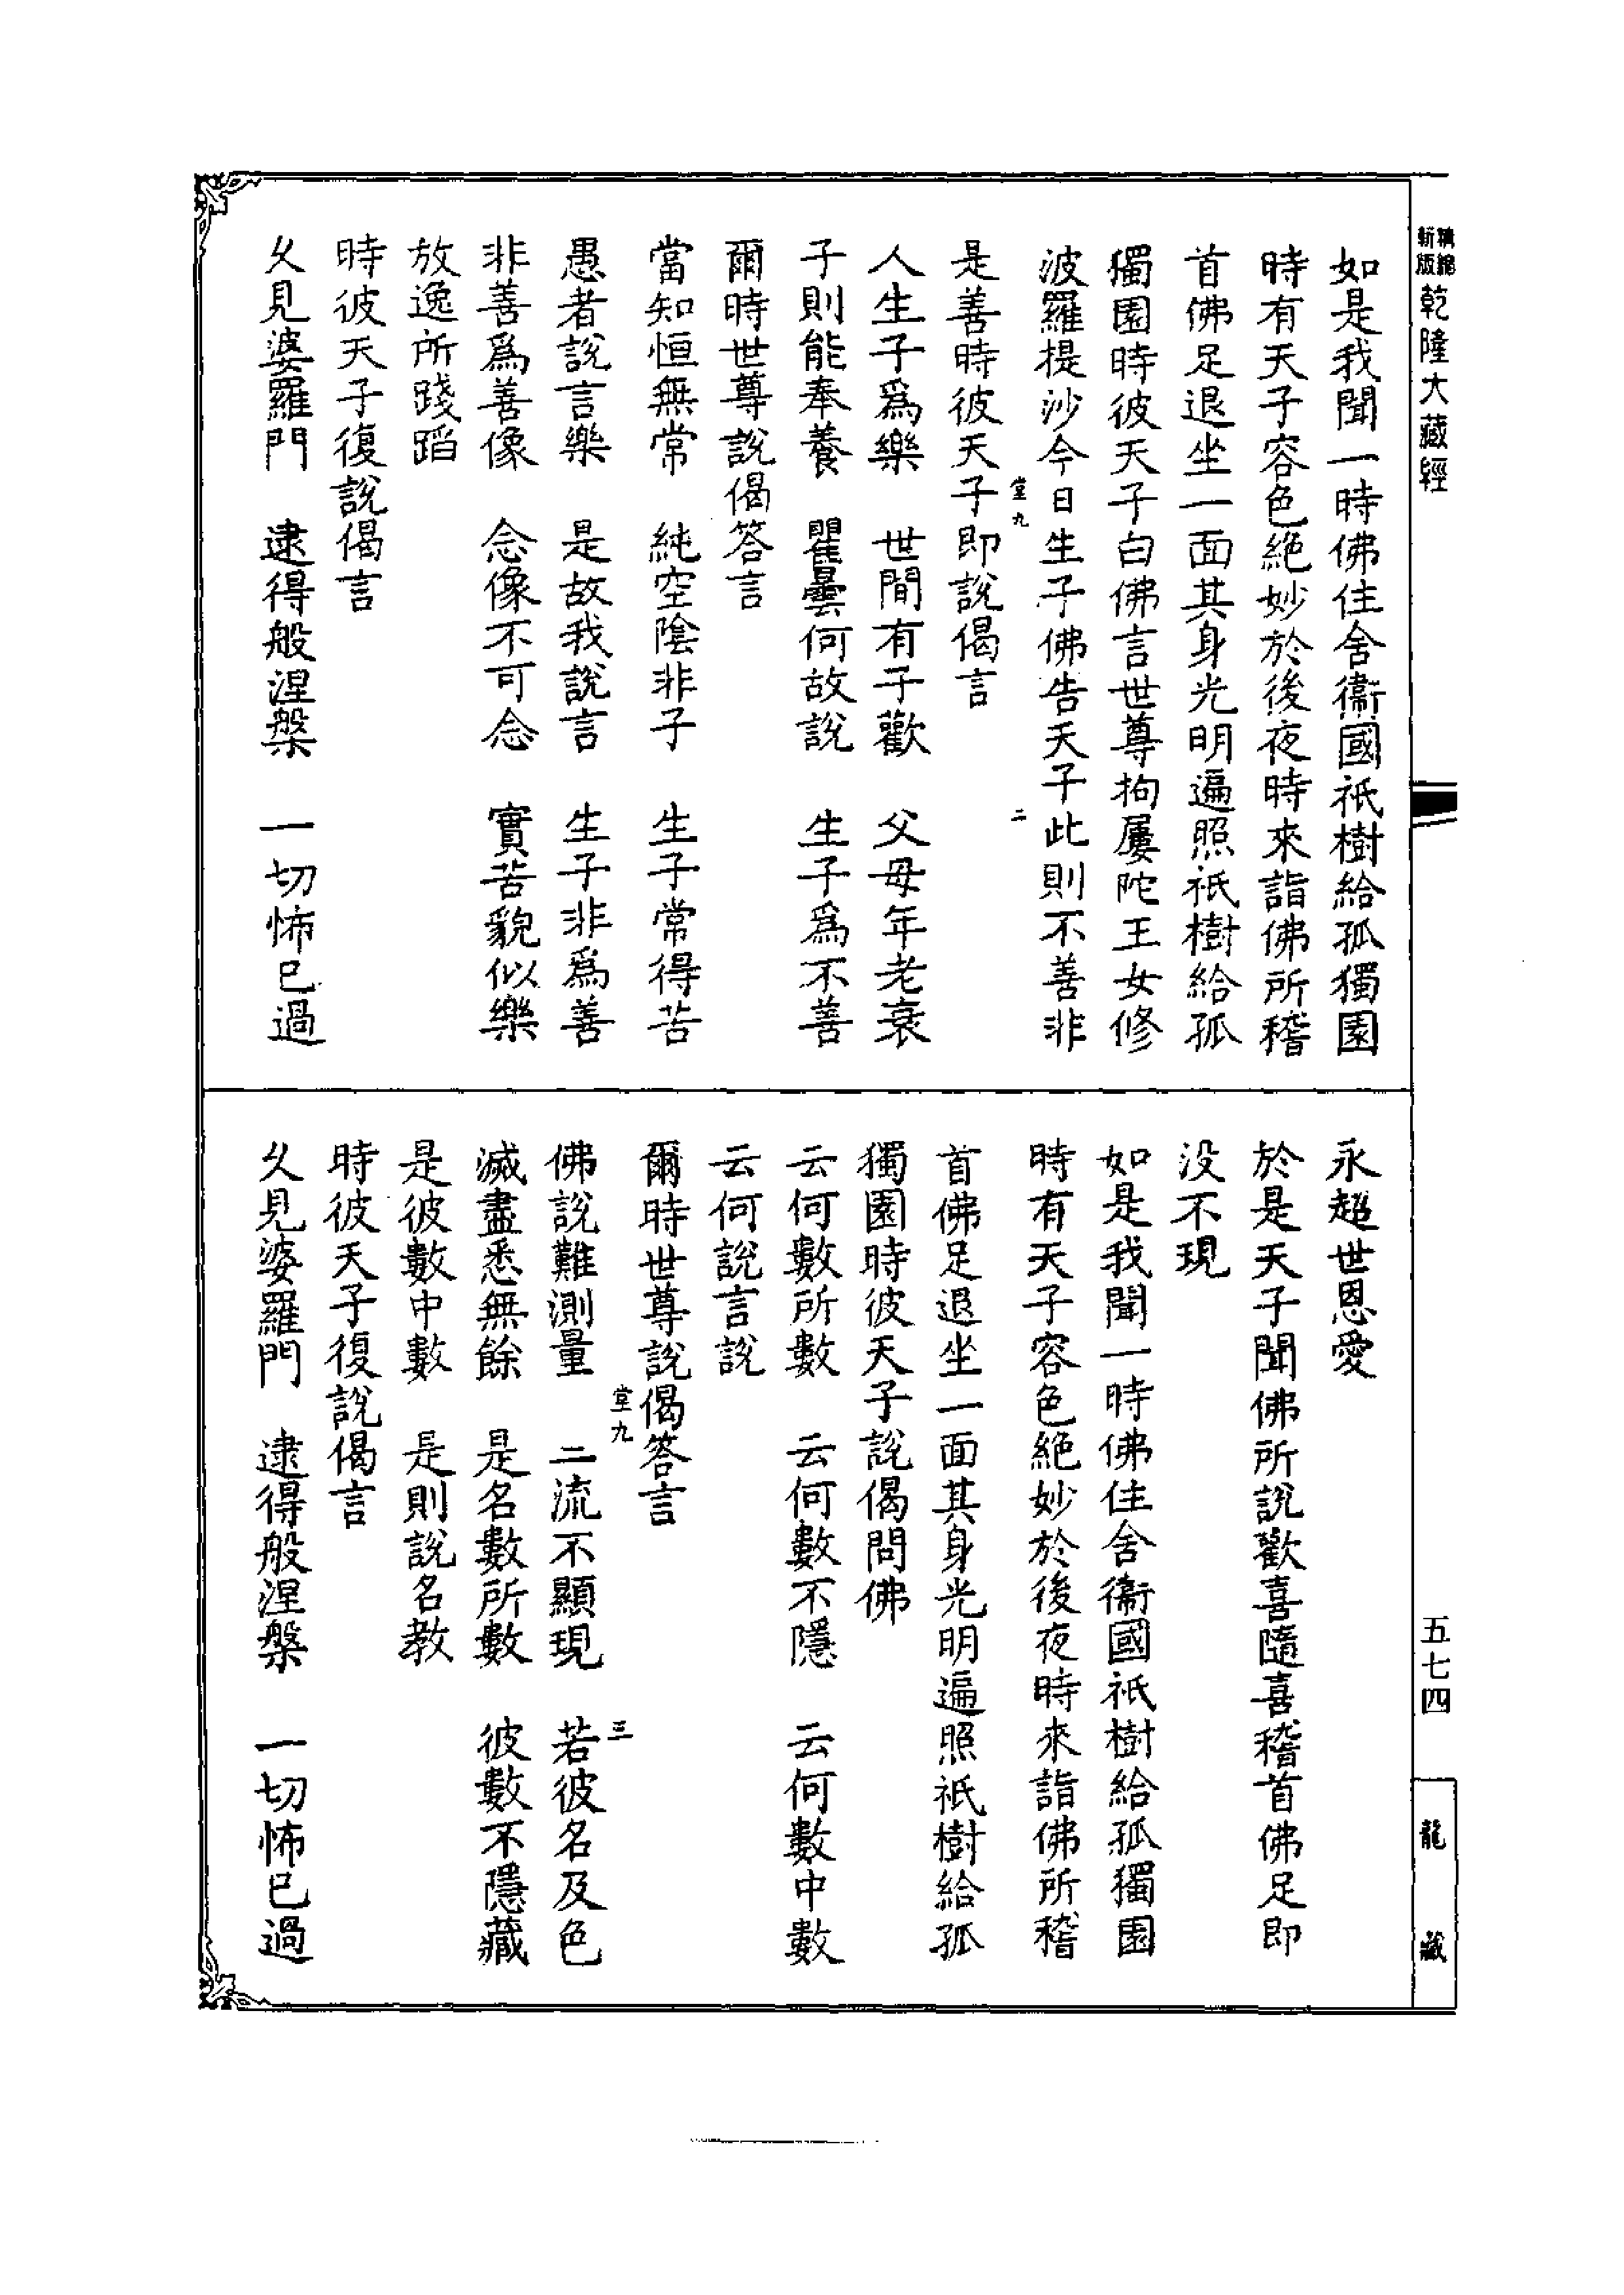 精縮
新版
乾隆大藏經
五七四
龍藏
如是我聞一時佛住舍衞國祇樹給孤獨園
時有天子容色絕妙於後夜時來詣佛所稽
首佛足退坐一面其身光明遍照祇樹給孤
獨園時彼天子白佛言世尊拘屢陀王女修
波羅提沙今日生子佛告天子此則不善非
堂九
二
是善時彼天子即說偈言
人生子爲樂　世間有子歡　父母年老衰
子則能奉養　瞿曇何故說　生子爲不善
爾時世尊說偈答言
當知恒無常　純空陰非子　生子常得苦
愚者說言樂　是故我說言　生子非爲善
非善爲善像　念像不可念　實苦貌似樂
放逸所踐蹈
時彼天子復說偈言
久見婆羅門　逮得般涅槃　一切怖已過
永超世恩愛
於是天子聞佛所說歡喜隨喜稽首佛足即
没不現
如是我聞一時佛住舍衞國祇樹給孤獨園
時有天子容色絕妙於後夜時來詣佛所稽
首佛足退坐一面其身光明遍照祇樹給孤
獨園時彼天子說偈問佛
云何數所數　云何數不隱　云何數中數
云何說言說
爾時世尊說偈答言
堂九
三
佛說難測量　二流不顯現　若彼名及色
滅盡悉無餘　是名數所數　彼數不隱藏
是彼數中數　是則說名教
時彼天子復說偈言
久見婆羅門　逮得般涅槃　一切怖已過